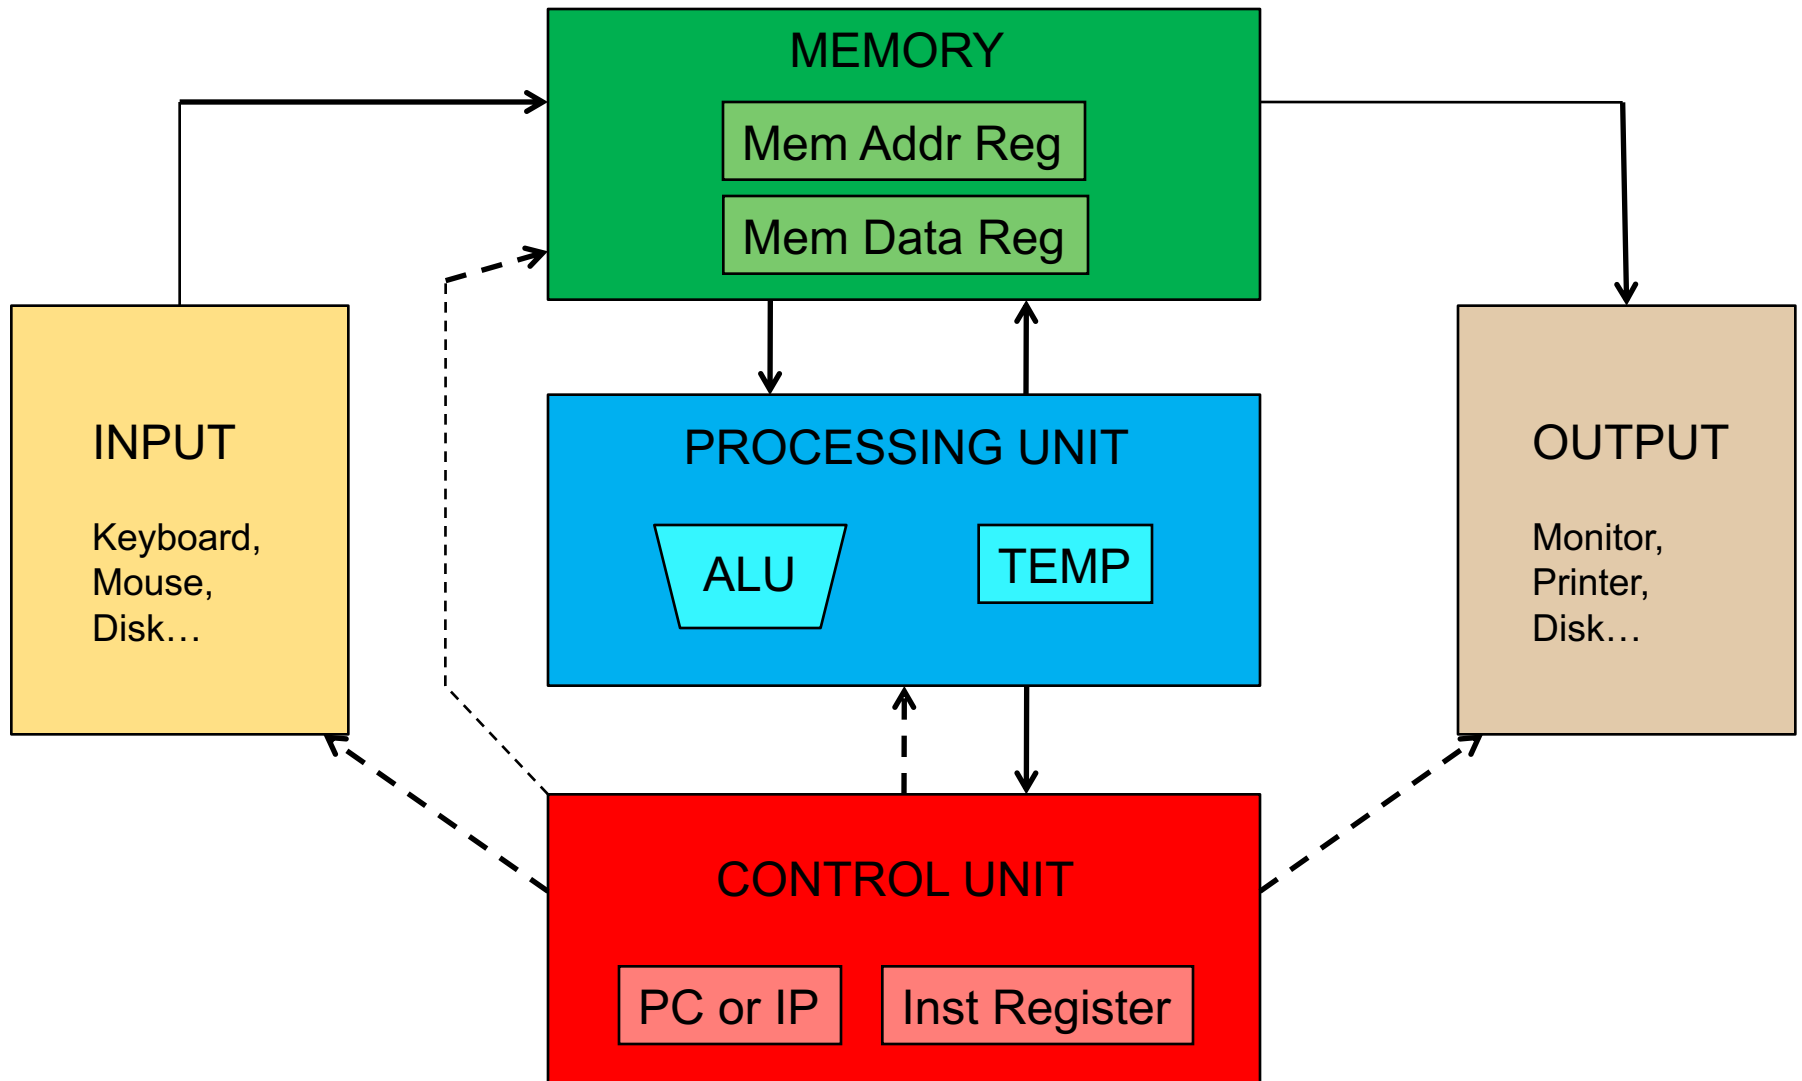 MEMORY
Mem Addr Reg
Mem Data Reg
INPUT
Keyboard,
Mouse,
Disk…
PROCESSING UNIT
ALU
TEMP
OUTPUT
Monitor,
Printer,
Disk…
CONTROL UNIT
PC or IP
Inst Register